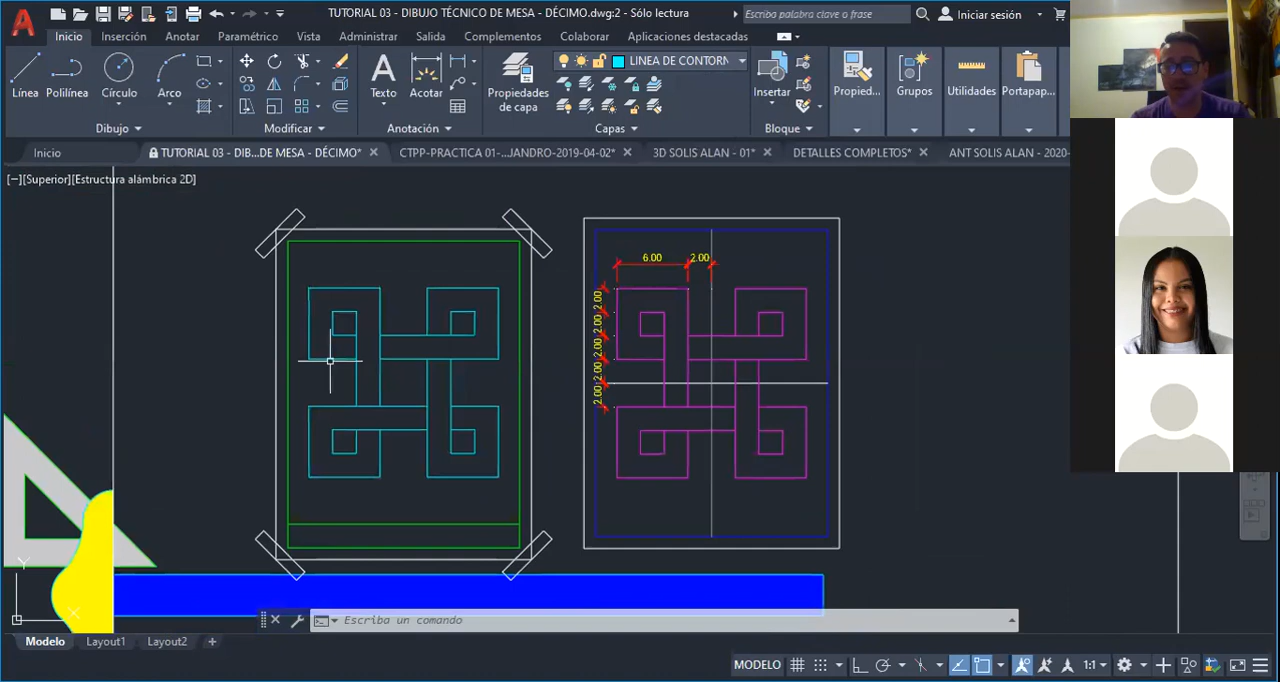 TUTORIAL 03 - DIBUJO TÉCNICO DE MESA - DÉCIMO.dwg:2 - Sólo lectura
Escriba palabra clave o frase
Iniciar sesión
Inicio Inserción Anotar Paramétrico Vista Administrar Salida Complementos Colaborar Aplicaciones destacadas
Línea Polilínea Círculo Arco
Texto Acotar
Propiedades de capa
LINEA DE CONTORN
Insertar
Propied... Grupos Utilidades Portapap...
Dibujo Modificar Anotación Capas Bloque
Inicio TUTORIAL 03 - DIB...DE MESA - DÉCIMO* CTPP-PRACTICA 01-...JANDRO-2019-04-02* 3D SOLIS ALAN - 01* DETALLES COMPLETOS* ANT SOLIS ALAN - 2020-
[−][Superior][Estructura alámbrica 2D]
6.00 2.00
2.00
2.00
2.00
2.00
2.00
Y
X
Escriba un comando
Modelo Layout1 Layout2 +
MODELO 1:1